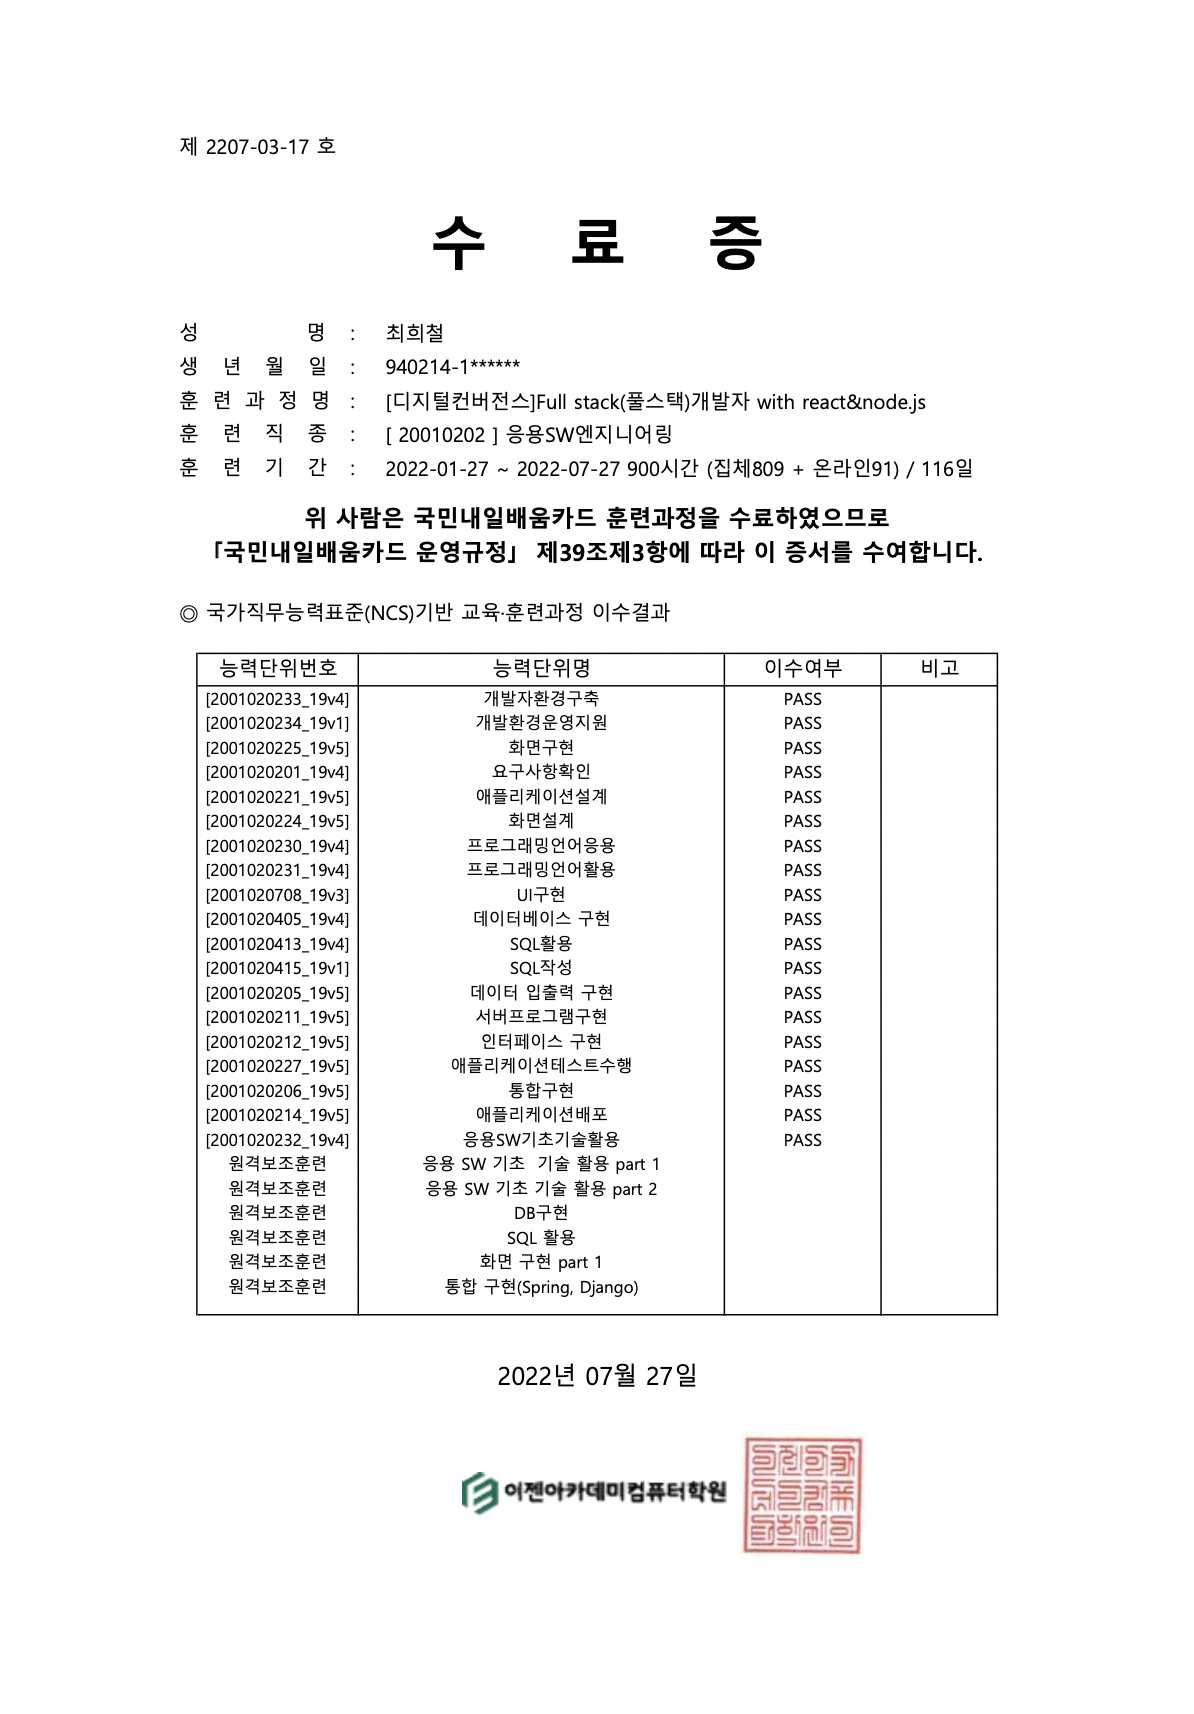 제 2207-03-17 호
수 료 증
성 명 : 최희철
생 년 월 일 : 940214-1******
훈 련 과 정 명 : [디지털컨버전스]Full stack(풀스택)개발자 with react&node.js
훈 련 직 종 : [ 20010202 ] 응용SW엔지니어링
훈 련 기 간 : 2022-01-27 ~ 2022-07-27 900시간 (집체809 + 온라인91) / 116일
위 사람은 국민내일배움카드 훈련과정을 수료하였으므로
「국민내일배움카드 운영규정」 제39조제3항에 따라 이 증서를 수여합니다.
◎ 국가직무능력표준(NCS)기반 교육·훈련과정 이수결과
능력단위번호 능력단위명 이수여부 비고
[2001020233_19v4] 개발자환경구축 PASS
[2001020234_19v1] 개발환경운영지원 PASS
[2001020225_19v5] 화면구현 PASS
[2001020201_19v4] 요구사항확인 PASS
[2001020221_19v5] 애플리케이션설계 PASS
[2001020224_19v5] 화면설계 PASS
[2001020230_19v4] 프로그래밍언어응용 PASS
[2001020231_19v4] 프로그래밍언어활용 PASS
[2001020708_19v3] UI구현 PASS
[2001020405_19v4] 데이터베이스 구현 PASS
[2001020413_19v4] SQL활용 PASS
[2001020415_19v1] SQL작성 PASS
[2001020205_19v5] 데이터 입출력 구현 PASS
[2001020211_19v5] 서버프로그램구현 PASS
[2001020212_19v5] 인터페이스 구현 PASS
[2001020227_19v5] 애플리케이션테스트수행 PASS
[2001020206_19v5] 통합구현 PASS
[2001020214_19v5] 애플리케이션배포 PASS
[2001020232_19v4] 응용SW기초기술활용 PASS
원격보조훈련 응용 SW 기초 기술 활용 part 1
원격보조훈련 응용 SW 기초 기술 활용 part 2
원격보조훈련 DB구현
원격보조훈련 SQL 활용
원격보조훈련 화면 구현 part 1
원격보조훈련 통합 구현(Spring, Django)
2022년 07월 27일
이젠아카데미컴퓨터학원